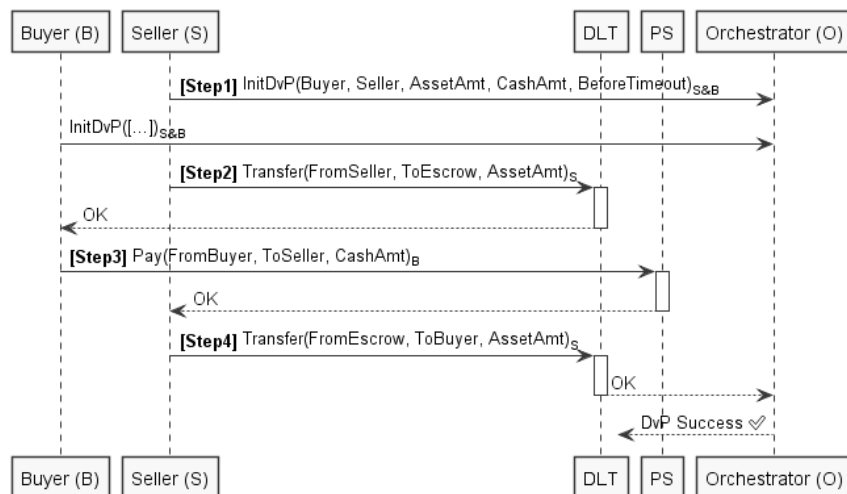 Buyer (B) Seller (S) DLT PS Orchestrator (O)
[Step1] InitDvP(Buyer, Seller, AssetAmt, CashAmt, BeforeTimeout)S&B
InitDvP([...])S&B
[Step2] Transfer(FromSeller, ToEscrow, AssetAmt)S
OK
[Step3] Pay(FromBuyer, ToSeller, CashAmt)B
OK
[Step4] Transfer(FromEscrow, ToBuyer, AssetAmt)S
OK
DvP Success ✅
Buyer (B) Seller (S) DLT PS Orchestrator (O)